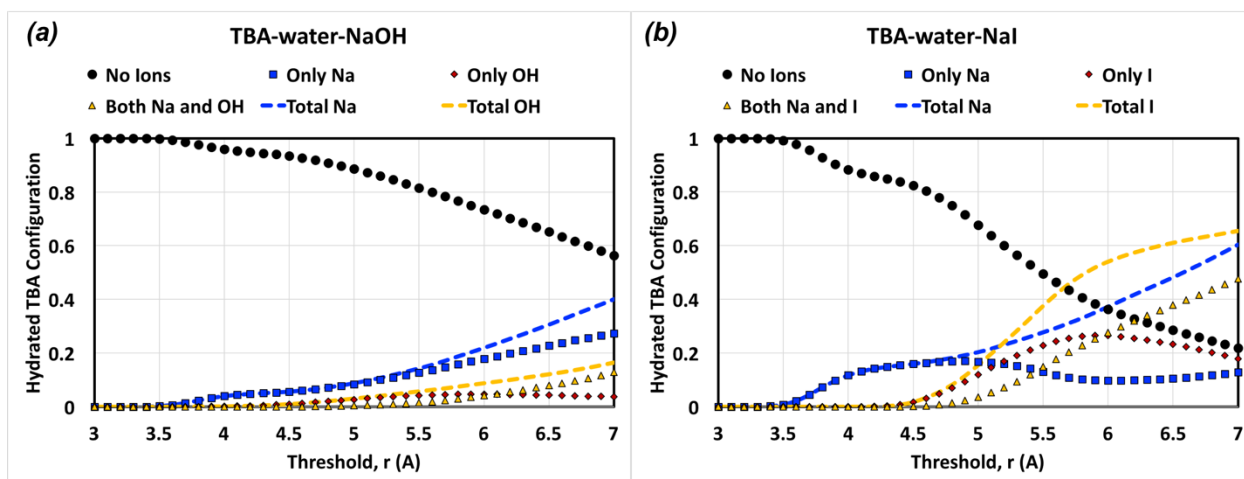 (a)
TBA-water-NaOH
No Ions
Only Na
Only OH
Both Na and OH
Total Na
Total OH
Hydrated TBA Configuration
1
0.8
0.6
0.4
0.2
0
3 3.5 4 4.5 5 5.5 6 6.5 7
Threshold, r (A)
(b)
TBA-water-NaI
No Ions
Only Na
Only I
Both Na and I
Total Na
Total I
Hydrated TBA Configuration
1
0.8
0.6
0.4
0.2
0
3 3.5 4 4.5 5 5.5 6 6.5 7
Threshold, r (A)